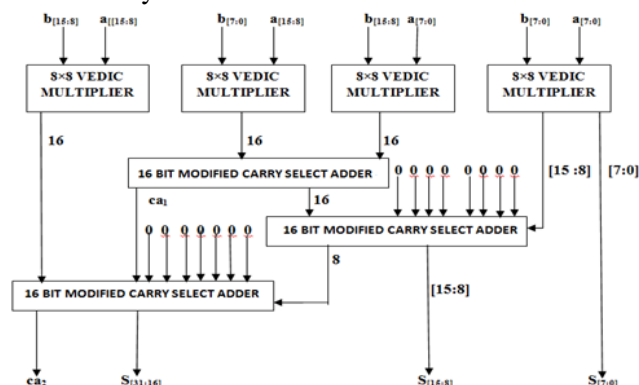 b[15:8] a[[15:8] b[7:0] a[15:8] b[15:8] a[7:0] b[7:0] a[7:0]
8×8 VEDIC MULTIPLIER 8×8 VEDIC MULTIPLIER 8×8 VEDIC MULTIPLIER 8×8 VEDIC MULTIPLIER
16 16 16
16 BIT MODIFIED CARRY SELECT ADDER 0 0 0 0 0 0 0 0 [15 :8] [7:0]
ca1 16
0 0 0 0 0 0 0 16 BIT MODIFIED CARRY SELECT ADDER
8
16 BIT MODIFIED CARRY SELECT ADDER [15:8]
ca2 S[31:16] S[15:8] S[7:0]